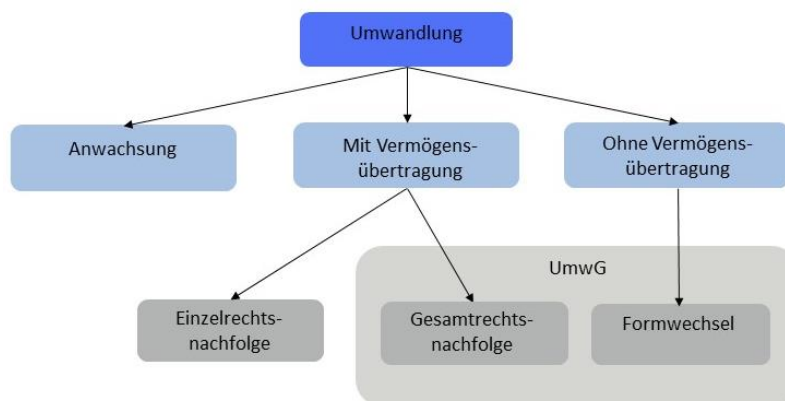 Umwandlung
Anwachsung
Mit Vermögens-
übertragung
Ohne Vermögens-
übertragung
UmwG
Einzelrechts-
nachfolge
Gesamtrechts-
nachfolge
Formwechsel